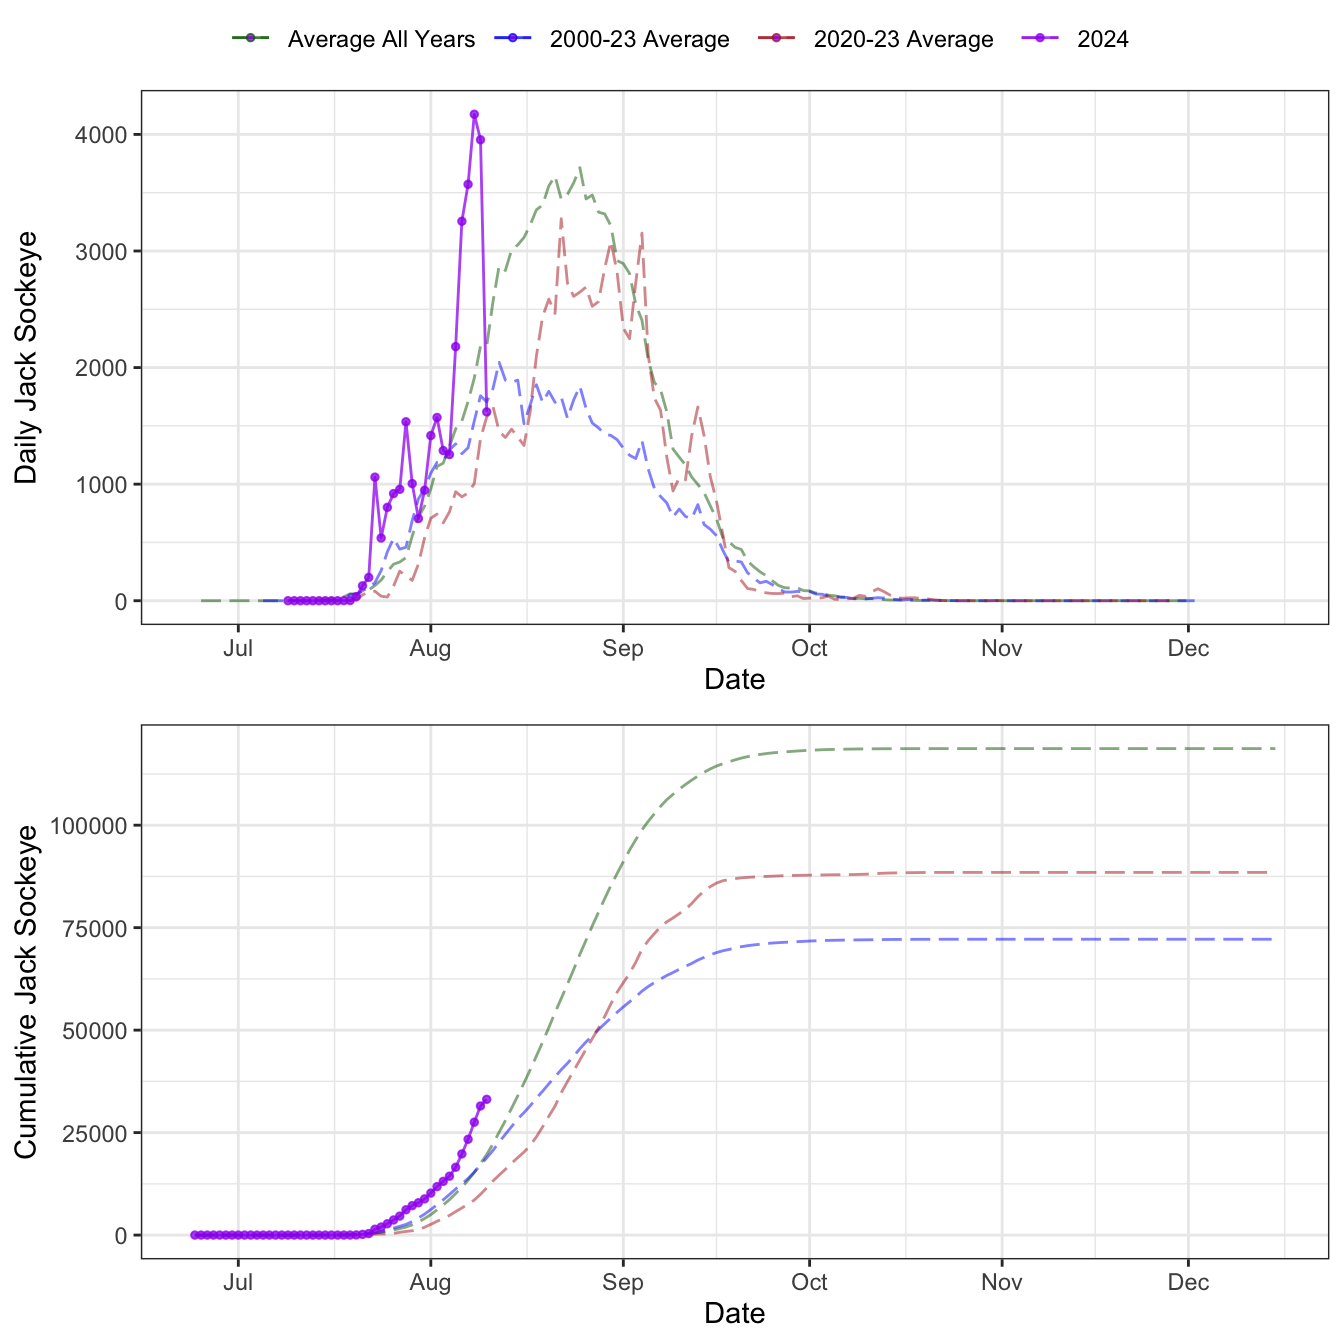 Average All Years 2000-23 Average 2020-23 Average 2024
Daily Jack Sockeye
4000
3000
2000
1000
0
Jul Aug Sep Oct Nov Dec
Date
Cumulative Jack Sockeye
100000
75000
50000
25000
0
Jul Aug Sep Oct Nov Dec
Date